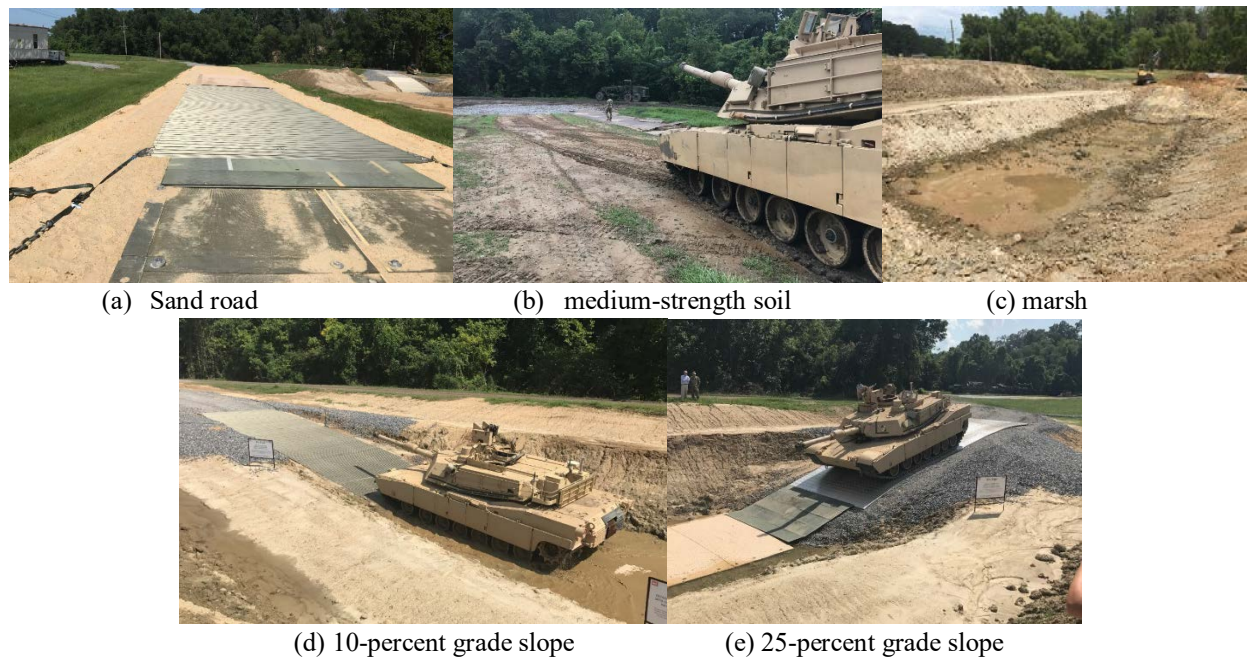 (a) Sand road
(b) medium-strength soil
(c) marsh
(d) 10-percent grade slope
(e) 25-percent grade slope